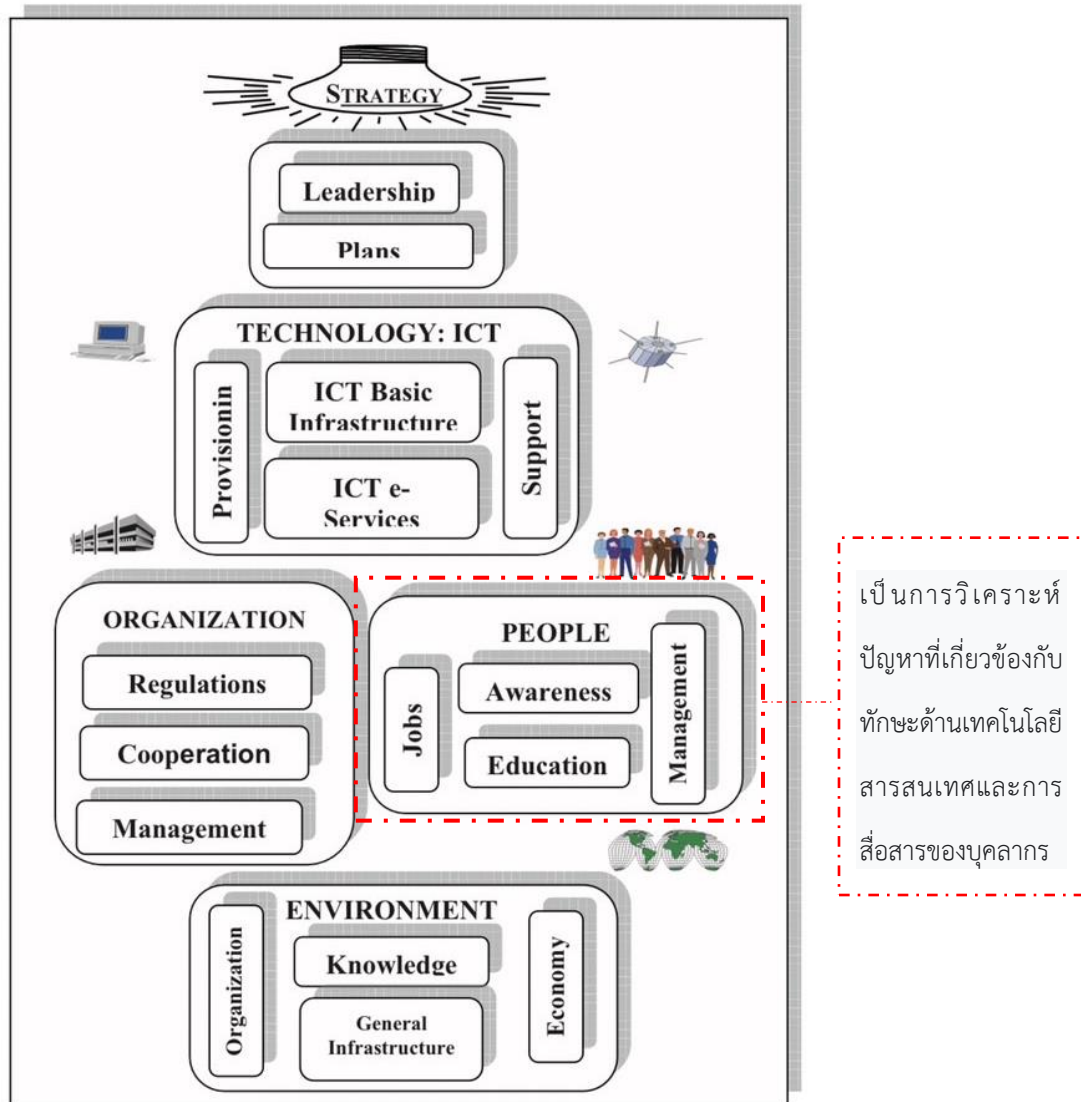 STRATEGY
Leadership
Plans
TECHNOLOGY: ICT
Provisionin
ICT Basic
Infrastructure
ICT e-
Services
Support
ORGANIZATION
Regulations
Cooperation
Management
PEOPLE
Jobs
Awareness
Education
Management
เป็นการวิเคราะห์
ปัญหาที่เกี่ยวข้องกับ
ทักษะด้านเทคโนโลยี
สารสนเทศและการ
สื่อสารของบุคลากร
ENVIRONMENT
Organization
Knowledge
General
Infrastructure
Economy